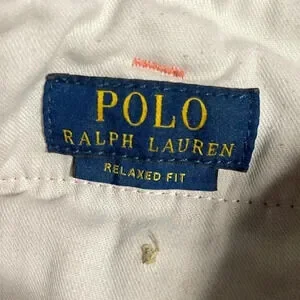 POLO
RALPH LAUREN
RELAXED FIT